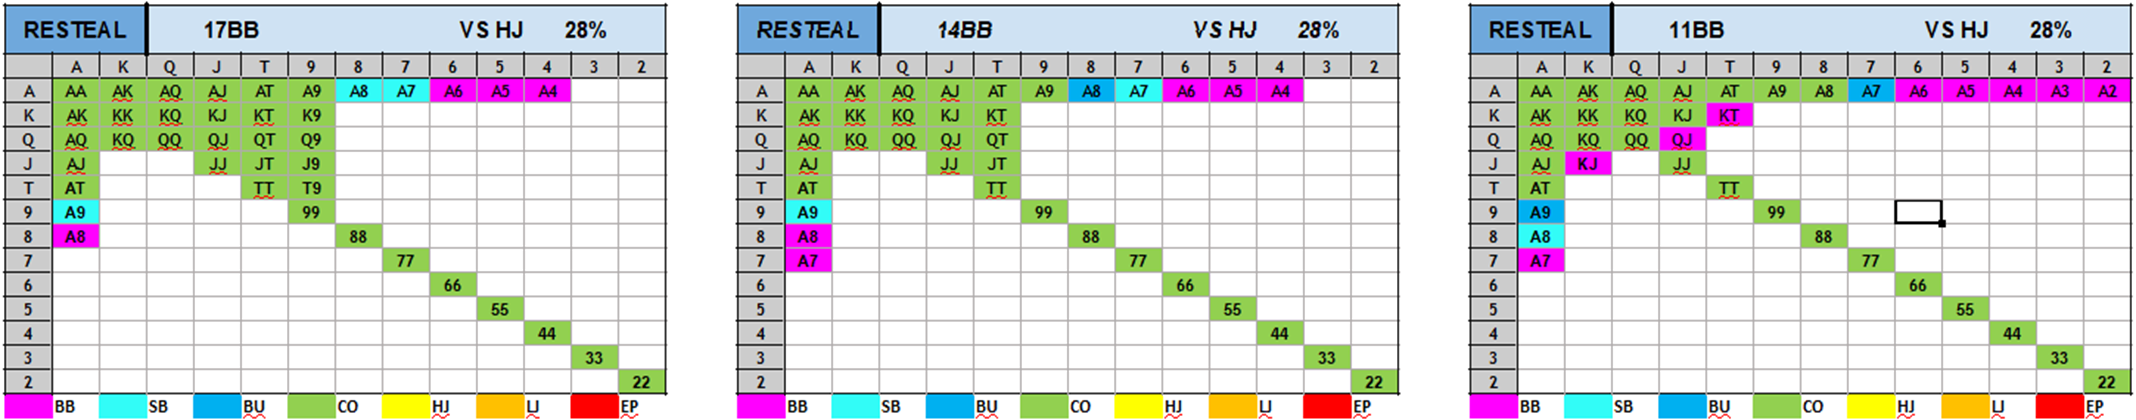 RESTEAL 17BB VS HJ 28%
A K Q J T 9 8 7 6 5 4 3 2
A AA AK AQ AJ AT A9 A8 A7 A6 A5 A4
K AK KK KQ KJ KT K9
Q AQ KQ QQ QJ QT Q9
J AJ JJ JT J9
T AT TT T9
9 A9 99
8 A8 88
7 77
6 66
5 55
4 44
3 33
2 22
BB SB BU CO HJ LJ EP
RESTEAL 14BB VS HJ 28%
A K Q J T 9 8 7 6 5 4 3 2
A AA AK AQ AJ AT A9 A8 A7 A6 A5 A4
K AK KK KQ KJ KT
Q AQ KQ QQ QJ QT
J AJ JJ JT
T AT TT
9 A9 99
8 A8 88
7 A7 77
6 66
5 55
4 44
3 33
2 22
BB SB BU CO HJ LJ EP
RESTEAL 11BB VS HJ 28%
A K Q J T 9 8 7 6 5 4 3 2
A AA AK AQ AJ AT A9 A8 A7 A6 A5 A4 A3 A2
K AK KK KQ KJ KT
Q AQ KQ QQ QJ
J AJ KJ JJ
T AT TT
9 A9 99
8 A8 88
7 A7 77
6 66
5 55
4 44
3 33
2 22
BB SB BU CO HJ LJ EP